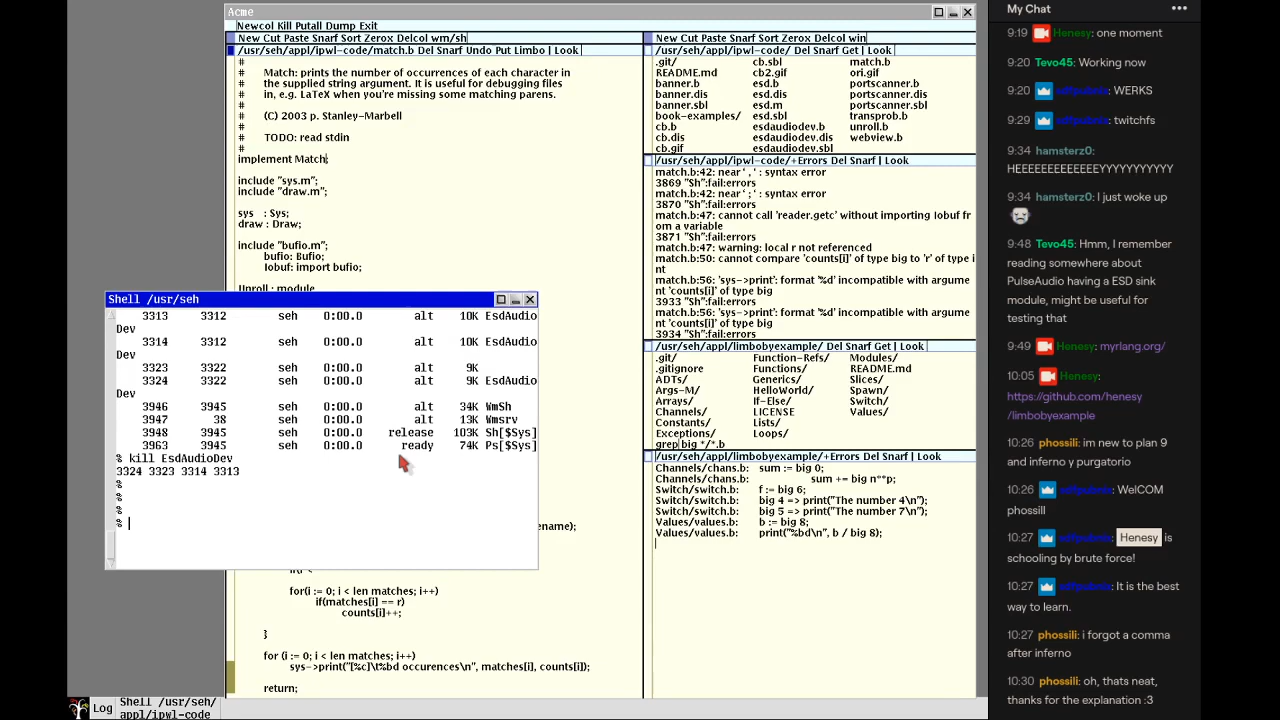 Acme
Newcol Kill Putall Dump Exit
New Cut Paste Snarf Sort Zerox Delcol wm/sh
/usr/seh/appl/ipwl-code/match.b Del Snarf Undo Put Limbo | Look
#
# Match: prints the number of occurrences of each character in
# the supplied string argument. It is useful for debugging files
# in, e.g. LaTeX when you're missing some matching parens.
#
# (C) 2003 p. Stanley-Marbell
#
# TODO: read stdin
#
implement Match;
include "sys.m";
include "draw.m";
sys : Sys;
draw : Draw;
include "bufio.m";
bufio: Bufio;
Iobuf: import bufio;
Unroll : module
Shell /usr/seh
3313 3312 seh 0:00.0 alt 10K EsdAudio
Dev
3314 3312 seh 0:00.0 alt 10K EsdAudio
Dev
3323 3322 seh 0:00.0 alt 9K
3324 3322 seh 0:00.0 alt 9K EsdAudio
Dev
3946 3945 seh 0:00.0 alt 34K WmSh
3947 38 seh 0:00.0 alt 13K Wmsrv
3948 3945 seh 0:00.0 release 103K Sh[$Sys]
3963 3945 seh 0:00.0 ready 74K Ps[$Sys]
% kill EsdAudioDev
3324 3323 3314 3313
%
%
%
%
ename);
for(i := 0; i < len matches; i++)
if(matches[i] == r)
counts[i]++;
}
for (i := 0; i < len matches; i++)
sys->print("[%c]\t%bd occurences\n", matches[i], counts[i]);
return;
New Cut Paste Snarf Sort Zerox Delcol win
/usr/seh/appl/ipwl-code/ Del Snarf Get | Look
.git/ cb.sbl match.b
README.md cb2.gif ori.gif
banner.b esd.b portscanner.b
banner.dis esd.dis portscanner.dis
banner.sbl esd.m portscanner.sbl
book-examples/ esd.sbl transprob.b
cb.b esdaudiodev.b unroll.b
cb.dis esdaudiodev.dis webview.b
cb.gif esdaudiodev.sbl
/usr/seh/appl/ipwl-code/+Errors Del Snarf | Look
match.b:42: near ' , ' : syntax error
3869 "Sh":fail:errors
match.b:42: near ' ; ' : syntax error
3870 "Sh":fail:errors
match.b:47: cannot call 'reader.getc' without importing Iobuf fr
om a variable
3871 "Sh":fail:errors
match.b:47: warning: local r not referenced
match.b:50: cannot compare 'counts[i]' of type big to 'r' of type i
nt
match.b:56: 'sys->print': format '%d' incompatible with argume
nt 'counts[i]' of type big
3933 "Sh":fail:errors
match.b:56: 'sys->print': format '%d' incompatible with argume
nt 'counts[i]' of type big
3934 "Sh":fail:errors
/usr/seh/appl/limbobyexample/ Del Snarf Get | Look
.git/ Function-Refs/ Modules/
.gitignore Functions/ README.md
ADTs/ Generics/ Slices/
Args-M/ HelloWorld/ Spawn/
Arrays/ If-Else/ Switch/
Channels/ LICENSE Values/
Constants/ Lists/
Exceptions/ Loops/
grep big */*.b
/usr/seh/appl/limbobyexample/+Errors Del Snarf | Look
Channels/chans.b: sum := big 0;
Channels/chans.b: sum += big n**p;
Switch/switch.b: f := big 6;
Switch/switch.b: big 4 => print("The number 4\n");
Switch/switch.b: big 5 => print("The number 7\n");
Values/values.b: b := big 8;
Values/values.b: print("%bd\n", b / big 8);
Log
Shell /usr/seh/
appl/ipwl-code
My Chat
9:19 Henesy: one moment
9:20 Tevo45: Working now
9:20 sdfpubnix: WERKS
9:29 sdfpubnix: twitchfs
9:34 hamsterz0:
HEEEEEEEEEEEEYYYYYYYYYYY
9:34 hamsterz0: I just woke up
9:48 Tevo45: Hmm, I remember
reading somewhere about
PulseAudio having a ESD sink
module, might be useful for
testing that
9:49 Henesy: myrlang.org/
10:05 Henesy:
https://github.com/henesy
/limbobyexample
10:26 phossili: im new to plan 9
and inferno y purgatorio
10:26 sdfpubnix: WelCOM
phossill
10:27 sdfpubnix: Henesy is
schooling by brute force!
10:27 sdfpubnix: It is the best
way to learn.
10:27 phossili: i forgot a comma
after inferno
10:30 phossili: oh, thats neat,
thanks for the explanation :3